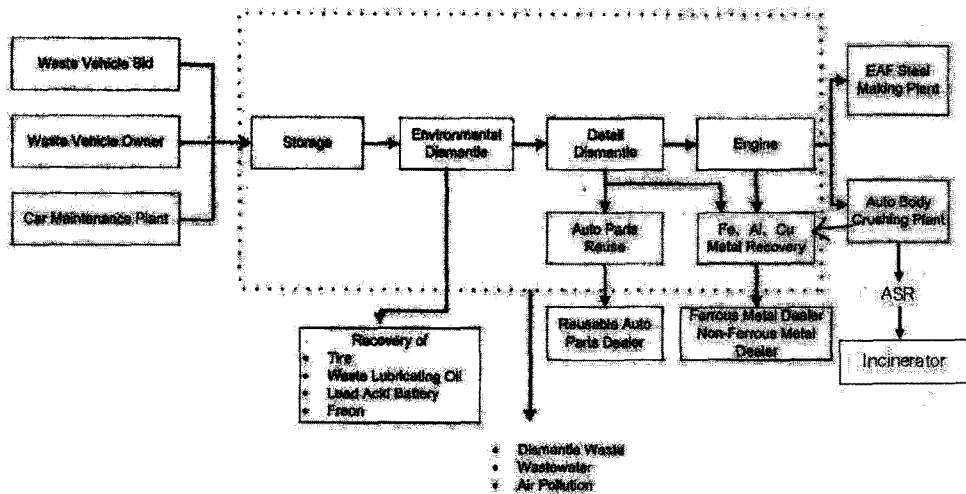 Waste Vehicle Bid
Waste Vehicle Owner
Car Maintenance Plant
Storage
Environmental
Dismantle
Detail
Dismantle
Engine
EAF Steel
Making Plant
Auto Body
Crushing Plant
Auto Parts
Reuse
Fe, Al, Cu
Metal Recovery
ASR
Incinerator
Reusable Auto
Parts Dealer
Ferrous Metal Dealer
Non-Ferrous Metal
Dealer
Recovery of
• Tire
• Waste Lubricating Oil
• Lead Acid Battery
• Freon
• Dismantle Waste
• Wastewater
• Air Pollution